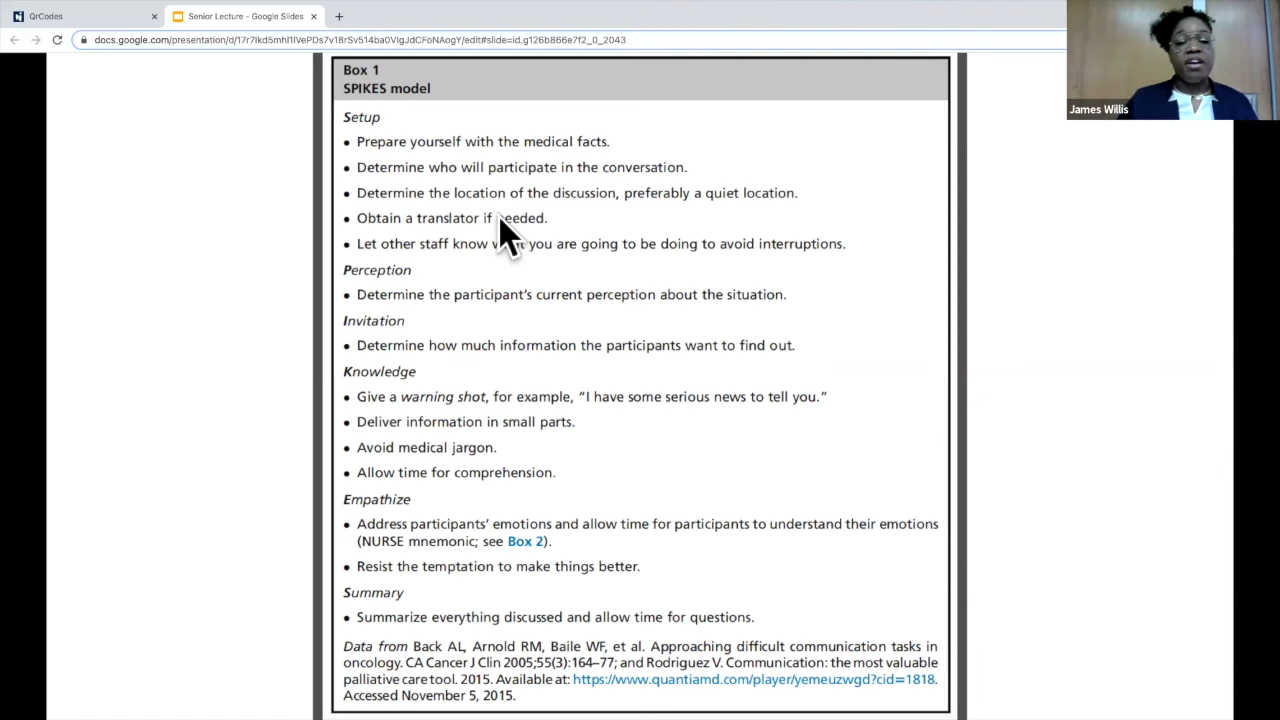 QrCodes
Senior Lecture - Google Slides
James Willis
Box 1
SPIKES model
Setup
• Prepare yourself with the medical facts.
• Determine who will participate in the conversation.
• Determine the location of the discussion, preferably a quiet location.
• Obtain a translator if needed.
• Let other staff know you are going to be doing to avoid interruptions.
Perception
• Determine the participant's current perception about the situation.
Invitation
• Determine how much information the participants want to find out.
Knowledge
• Give a warning shot, for example, “I have some serious news to tell you.”
• Deliver information in small parts.
• Avoid medical jargon.
• Allow time for comprehension.
Empathize
• Address participants' emotions and allow time for participants to understand their emotions
(NURSE mnemonic; see Box 2).
• Resist the temptation to make things better.
Summary
• Summarize everything discussed and allow time for questions.
Data from Back AL, Arnold RM, Baile WF, et al. Approaching difficult communication tasks in
oncology. CA Cancer J Clin 2005;55(3):164–77; and Rodriguez V. Communication: the most valuable
palliative care tool. 2015. Available at: https://www.quantiamd.com/player/yemeuzwgd?cid=1818.
Accessed November 5, 2015.